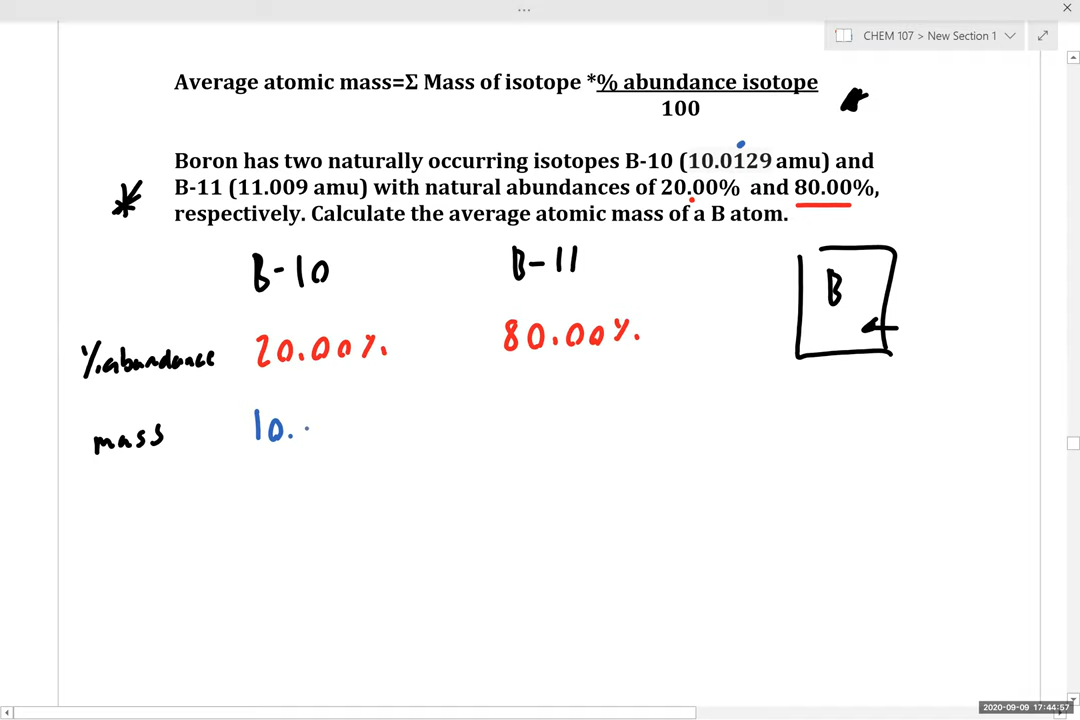 CHEM 107 > New Section 1
Average atomic mass=Σ Mass of isotope *% abundance isotope
100
Boron has two naturally occurring isotopes B-10 (10.0129 amu) and
B-11 (11.009 amu) with natural abundances of 20.00% and 80.00%,
respectively. Calculate the average atomic mass of a B atom.
B-10 B-11
B
%abundance 20.00% 80.00%
mass 10.
2020-09-09 17:44:57